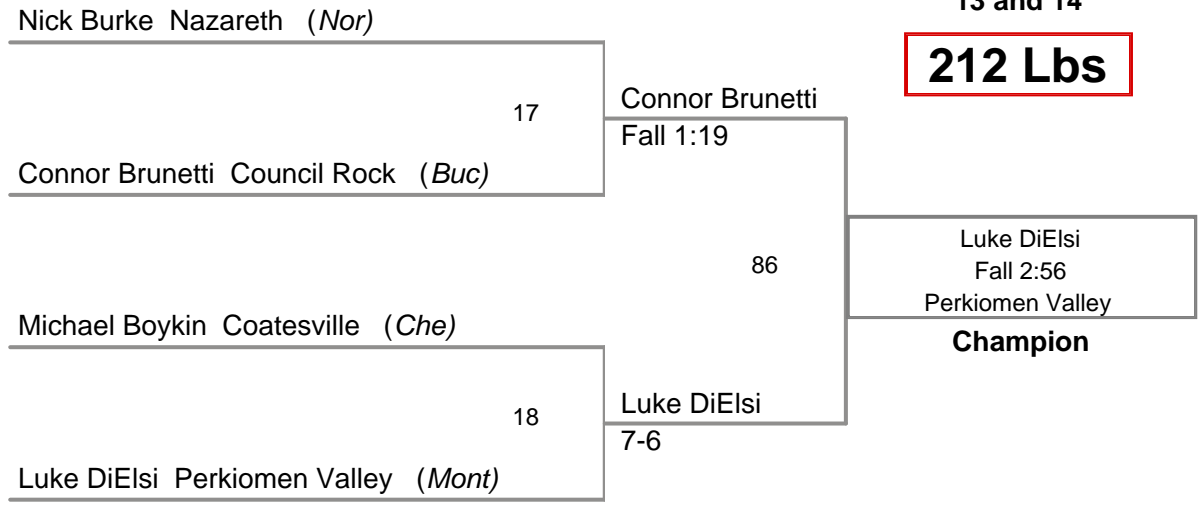 13 and 14
212 Lbs
Nick Burke Nazareth (Nor)
17
Connor Brunetti
Fall 1:19
Connor Brunetti Council Rock (Buc)
86
Luke DiElsi
Fall 2:56
Perkiomen Valley
Champion
Michael Boykin Coatesville (Che)
18
Luke DiElsi
7-6
Luke DiElsi Perkiomen Valley (Mont)